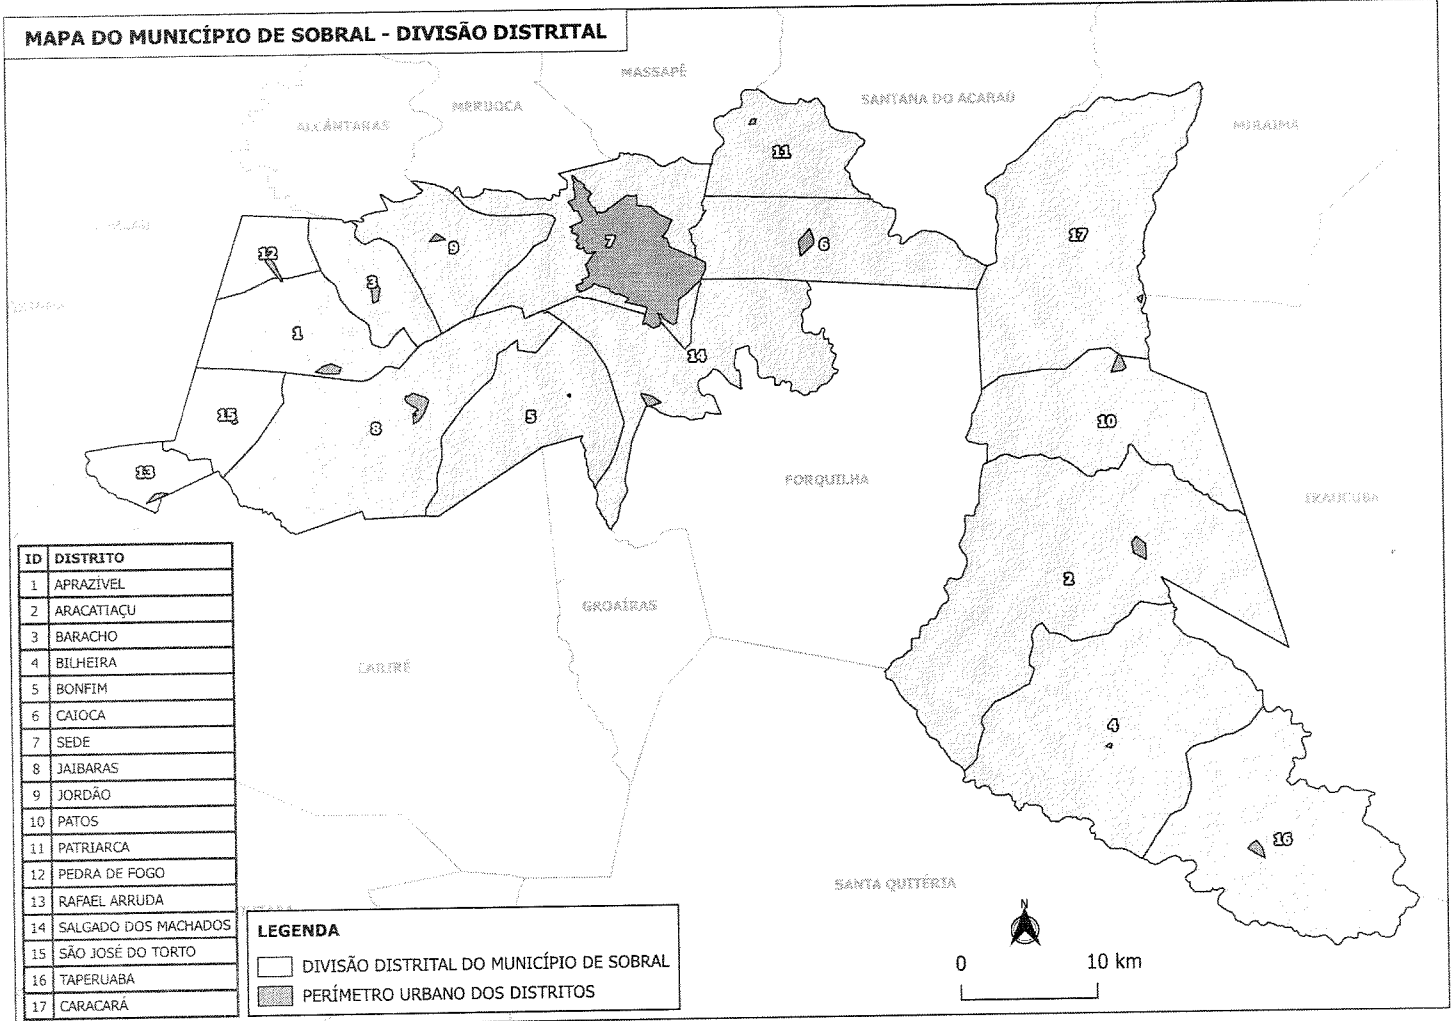 MAPA DO MUNICÍPIO DE SOBRAL - DIVISÃO DISTRITAL
MASSAPÊ
SANTANA DO ACARAÚ
MERUOCA
ALCÂNTARAS
MIRAIMA
11
17
12
9
7
6
3
1
14
15
8
5
10
13
FORQUILHA
IRAUCUBA
2
GROAÍRAS
CARIRÉ
4
16
SANTA QUITÉRIA
ID DISTRITO
1 APRAZÍVEL
2 ARACATIAÇU
3 BARACHO
4 BILHEIRA
5 BONFIM
6 CAIOCA
7 SEDE
8 JAIBARAS
9 JORDÃO
10 PATOS
11 PATRIARCA
12 PEDRA DE FOGO
13 RAFAEL ARRUDA
14 SALGADO DOS MACHADOS
15 SÃO JOSÉ DO TORTO
16 TAPERUABA
17 CARACARÁ
LEGENDA
DIVISÃO DISTRITAL DO MUNICÍPIO DE SOBRAL
PERÍMETRO URBANO DOS DISTRITOS
N
0 10 km